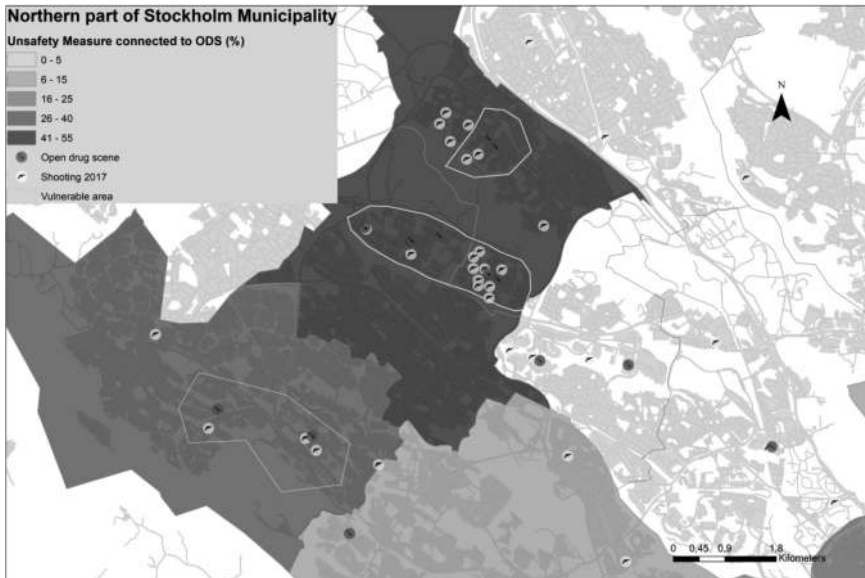 Northern part of Stockholm Municipality
Unsafety Measure connected to ODS (%)
0 - 5
6 - 15
16 - 25
26 - 40
41 - 55
Open drug scene
Shooting 2017
Vulnerable area
N
0 0,45 0,9 1,8
Kilometers